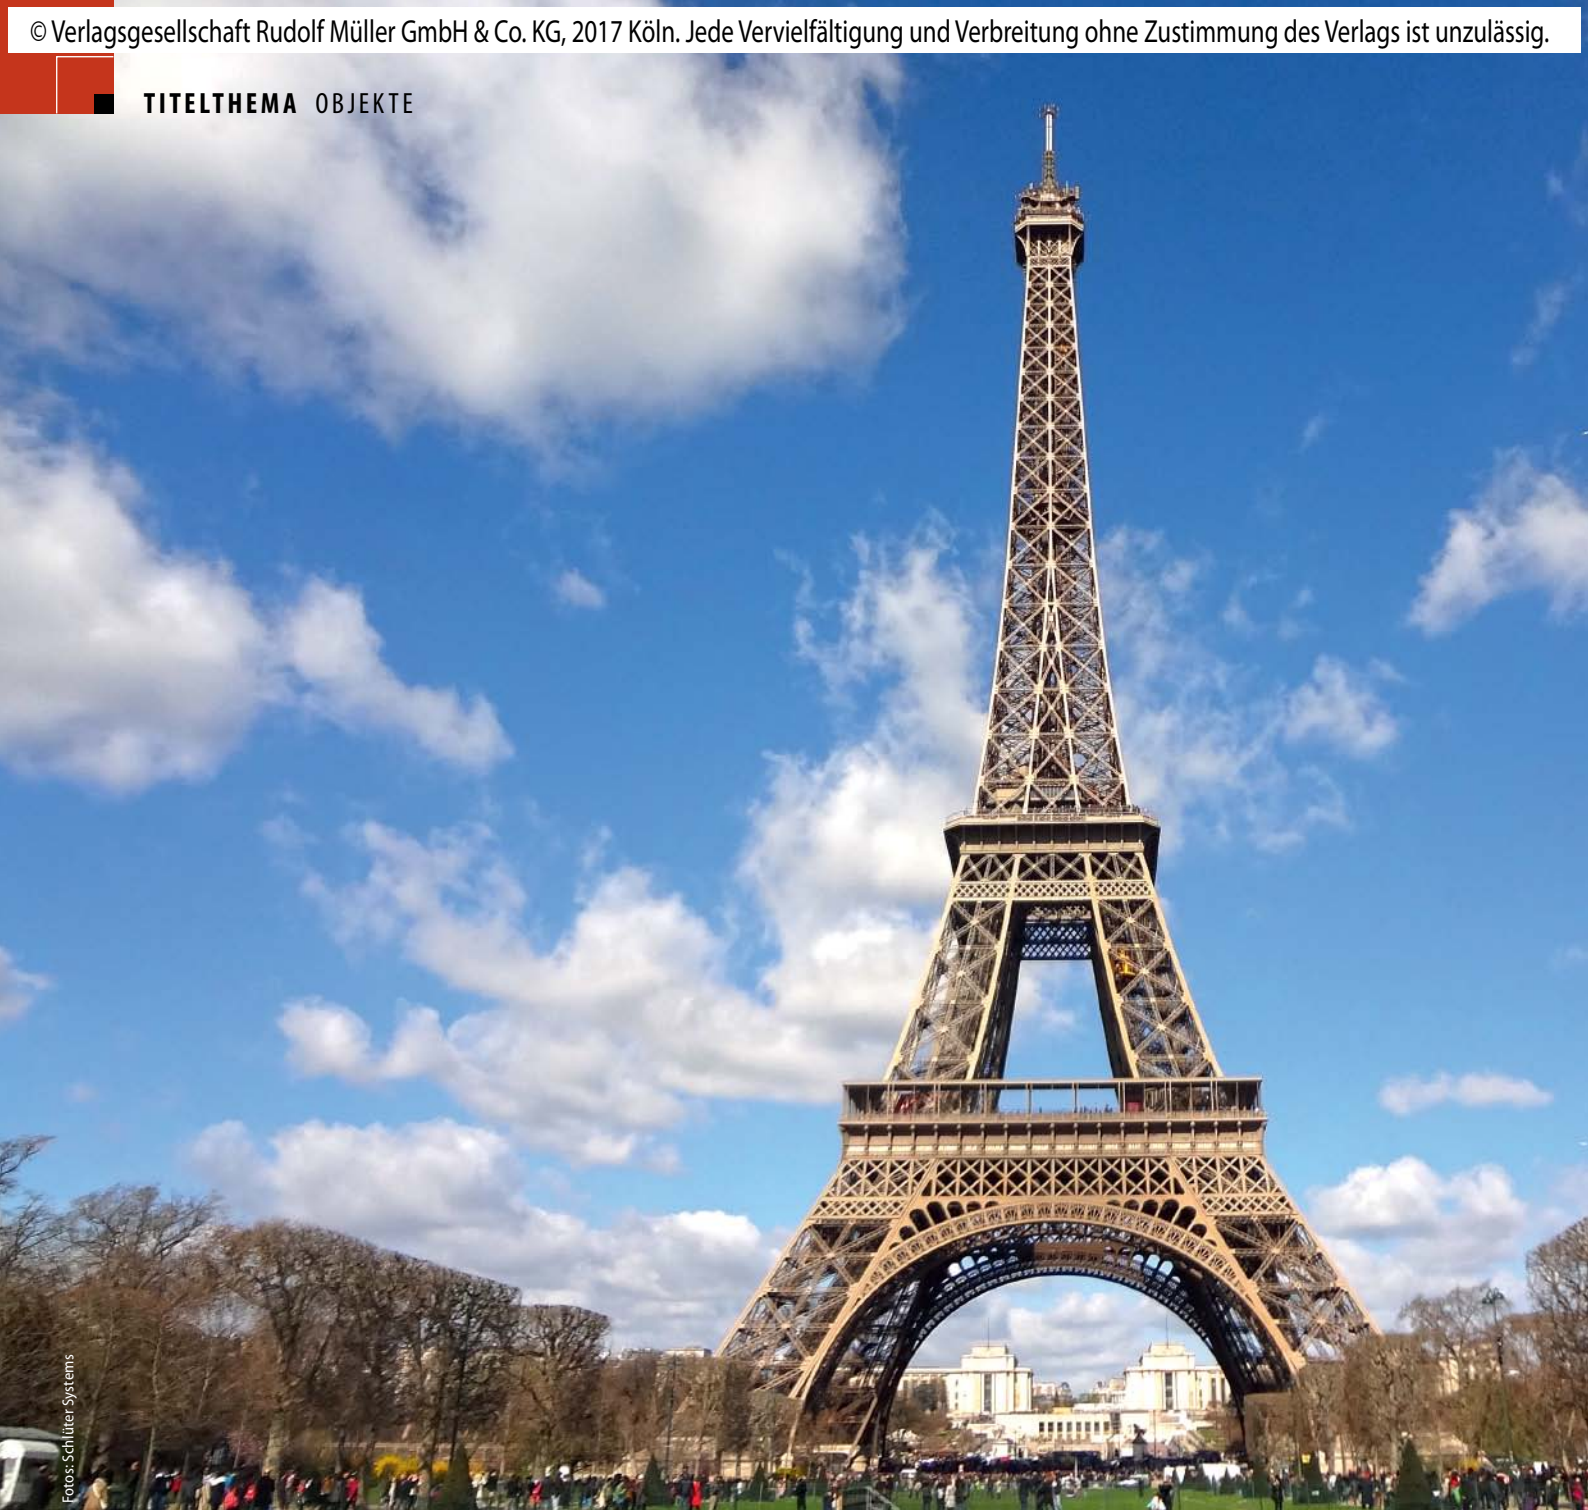 © Verlagsgesellschaft Rudolf Müller GmbH & Co. KG, 2017 Köln. Jede Vervielfältigung und Verbreitung ohne Zustimmung des Verlags ist unzulässig.
TITELTHEMA OBJEKTE
Fotos: Schlüter Systems